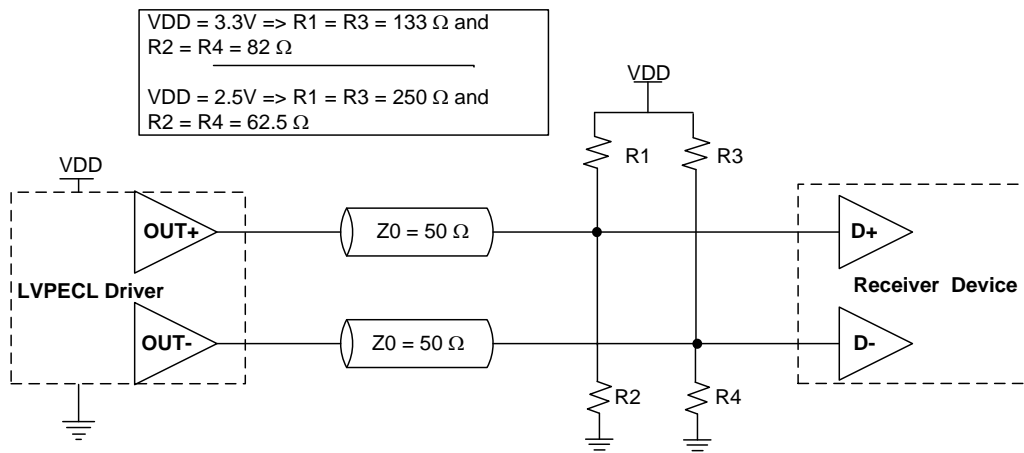 VDD = 3.3V => R1 = R3 = 133 Ω and
R2 = R4 = 82 Ω
VDD = 2.5V => R1 = R3 = 250 Ω and
R2 = R4 = 62.5 Ω
VDD
VDD
R1
R3
OUT+
Z0 = 50 Ω
D+
LVPECL Driver
Receiver Device
OUT-
Z0 = 50 Ω
D-
R2
R4